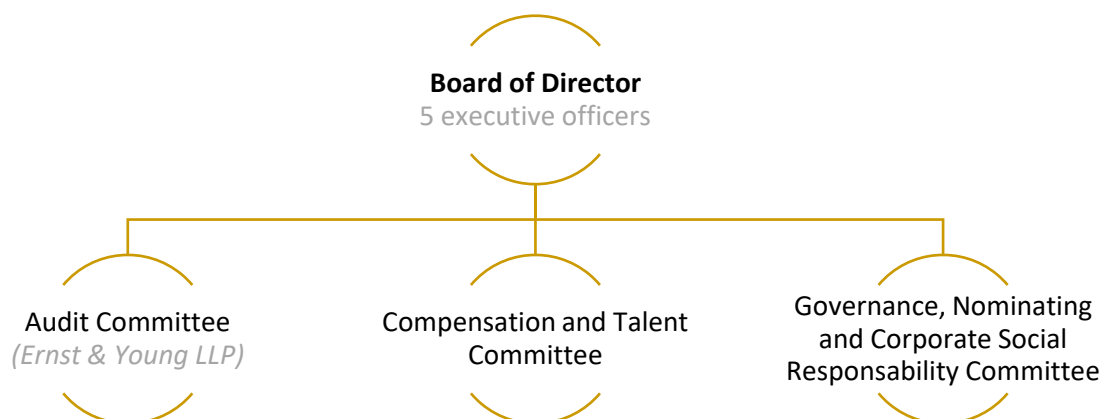 Board of Director
5 executive officers
Audit Committee
(Ernst & Young LLP)
Compensation and Talent
Committee
Governance, Nominating
and Corporate Social
Responsability Committee